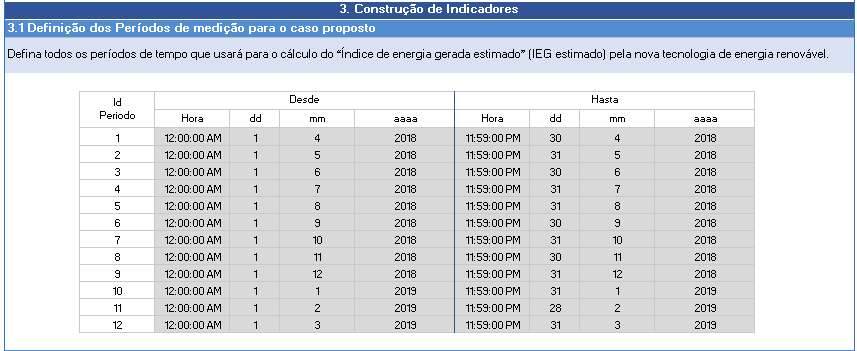 3. Construção de Indicadores
3.1 Definição dos Períodos de medição para o caso proposto
Defina todos os períodos de tempo que usará para o cálculo do “Índice de energia gerada estimado” (IEG estimado) pela nova tecnologia de energia renovável.
Id Periodo Desde Hasta
Hora dd mm aaaa Hora dd mm aaaa
1 12:00:00 AM 1 4 2018 11:59:00 PM 30 4 2018
2 12:00:00 AM 1 5 2018 11:59:00 PM 31 5 2018
3 12:00:00 AM 1 6 2018 11:59:00 PM 30 6 2018
4 12:00:00 AM 1 7 2018 11:59:00 PM 31 7 2018
5 12:00:00 AM 1 8 2018 11:59:00 PM 31 8 2018
6 12:00:00 AM 1 9 2018 11:59:00 PM 30 9 2018
7 12:00:00 AM 1 10 2018 11:59:00 PM 31 10 2018
8 12:00:00 AM 1 11 2018 11:59:00 PM 30 11 2018
9 12:00:00 AM 1 12 2018 11:59:00 PM 31 12 2018
10 12:00:00 AM 1 1 2019 11:59:00 PM 31 1 2019
11 12:00:00 AM 1 2 2019 11:59:00 PM 28 2 2019
12 12:00:00 AM 1 3 2019 11:59:00 PM 31 3 2019